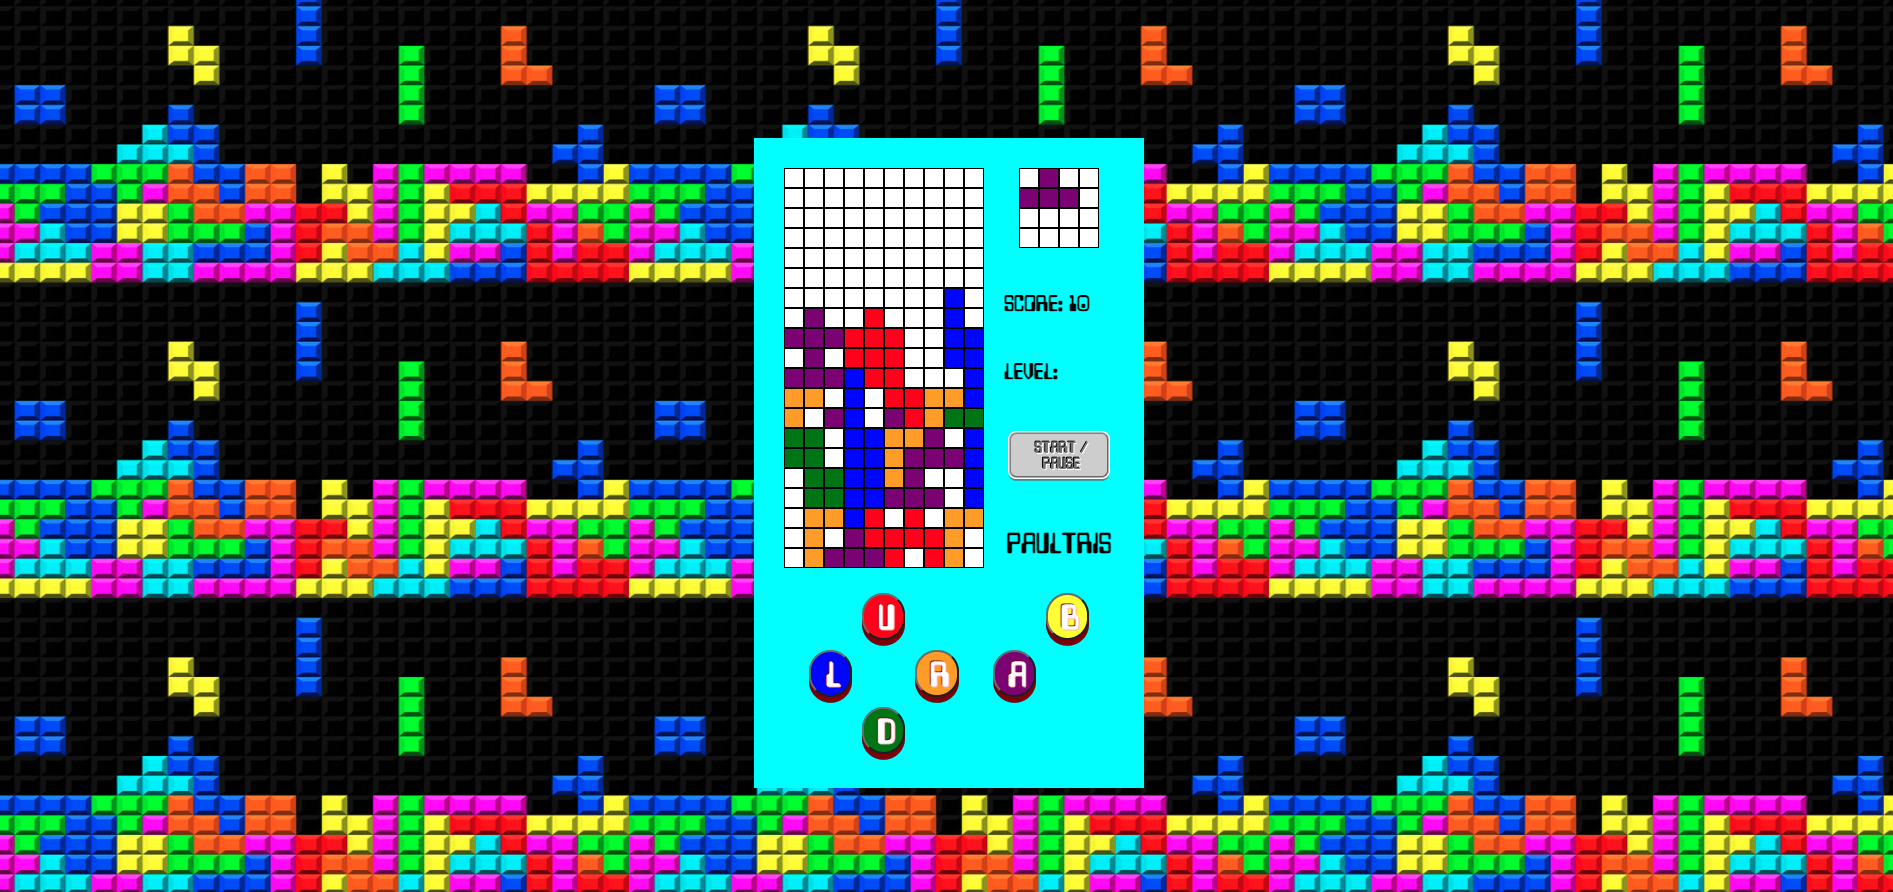 SCORE: 10
LEVEL:
START /
PAUSE
PAULTRIS
U
B
L
R
A
D